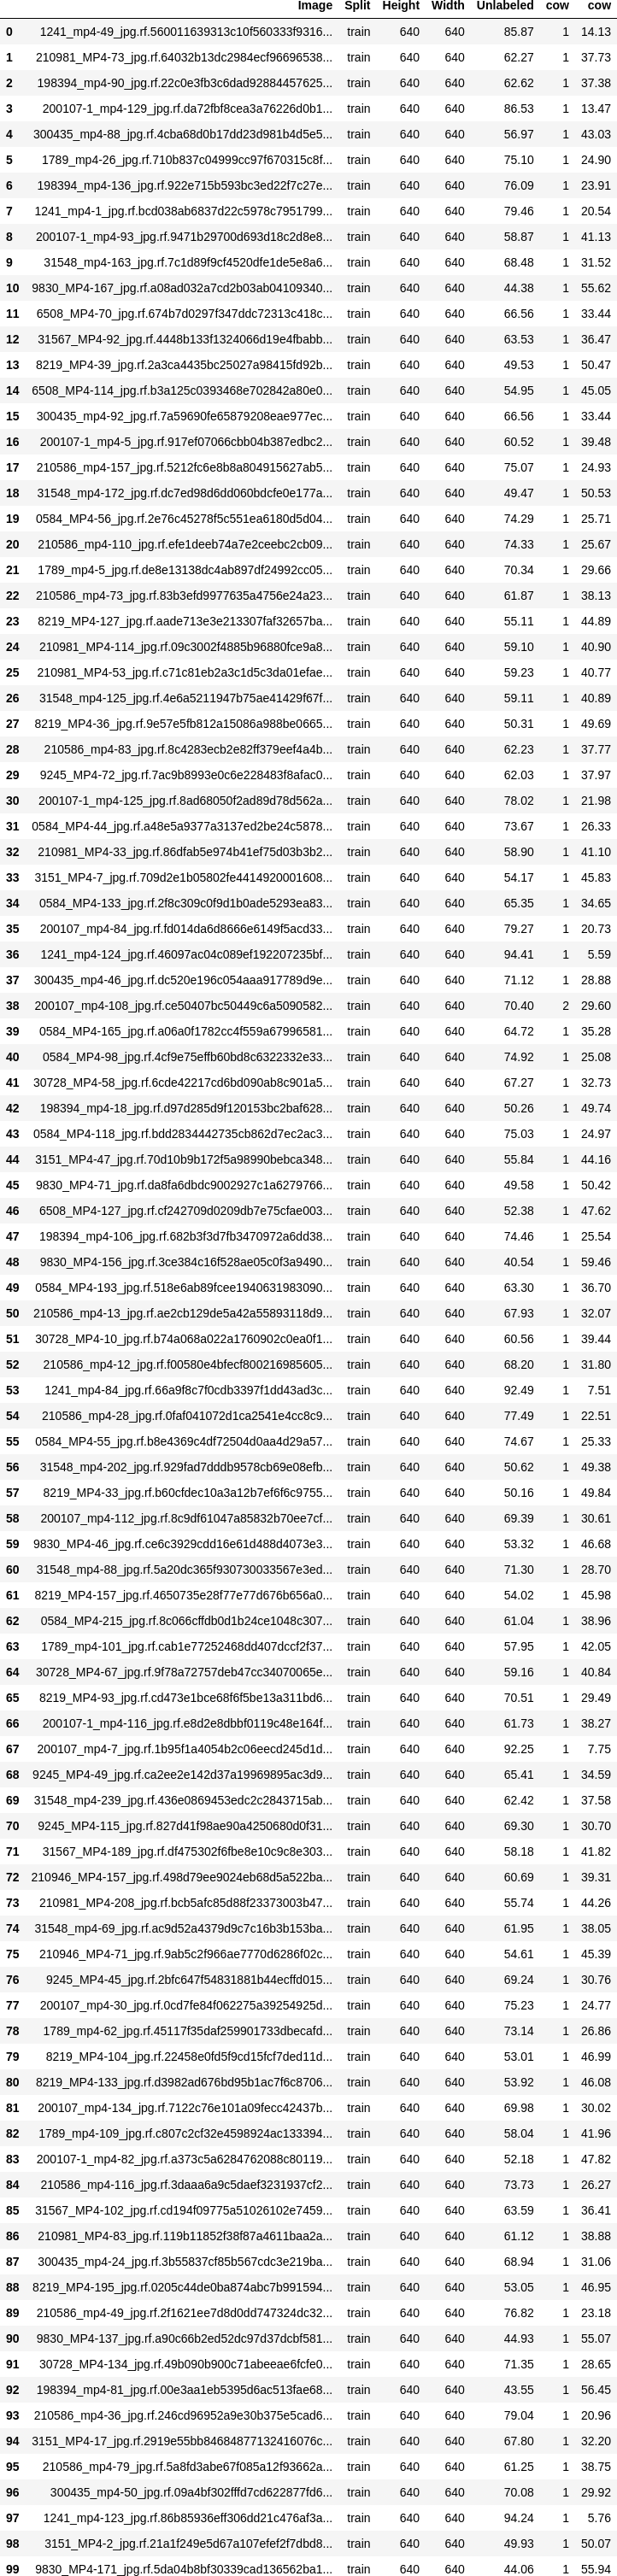 Image Split Height Width Unlabeled cow cow
0 1241_mp4-49_jpg.rf.560011639313c10f560333f9316... train 640 640 85.87 1 14.13
1 210981_MP4-73_jpg.rf.64032b13dc2984ecf96696538... train 640 640 62.27 1 37.73
2 198394_mp4-90_jpg.rf.22c0e3fb3c6dad92884457625... train 640 640 62.62 1 37.38
3 200107-1_mp4-129_jpg.rf.da72fbf8cea3a76226d0b1... train 640 640 86.53 1 13.47
4 300435_mp4-88_jpg.rf.4cba68d0b17dd23d981b4d5e5... train 640 640 56.97 1 43.03
5 1789_mp4-26_jpg.rf.710b837c04999cc97f670315c8f... train 640 640 75.10 1 24.90
6 198394_mp4-136_jpg.rf.922e715b593bc3ed22f7c27e... train 640 640 76.09 1 23.91
7 1241_mp4-1_jpg.rf.bcd038ab6837d22c5978c7951799... train 640 640 79.46 1 20.54
8 200107-1_mp4-93_jpg.rf.9471b29700d693d18c2d8e8... train 640 640 58.87 1 41.13
9 31548_mp4-163_jpg.rf.7c1d89f9cf4520dfe1de5e8a6... train 640 640 68.48 1 31.52
10 9830_MP4-167_jpg.rf.a08ad032a7cd2b03ab04109340... train 640 640 44.38 1 55.62
11 6508_MP4-70_jpg.rf.674b7d0297f347ddc72313c418c... train 640 640 66.56 1 33.44
12 31567_MP4-92_jpg.rf.4448b133f1324066d19e4fbabb... train 640 640 63.53 1 36.47
13 8219_MP4-39_jpg.rf.2a3ca4435bc25027a98415fd92b... train 640 640 49.53 1 50.47
14 6508_MP4-114_jpg.rf.b3a125c0393468e702842a80e0... train 640 640 54.95 1 45.05
15 300435_mp4-92_jpg.rf.7a59690fe65879208eae977ec... train 640 640 66.56 1 33.44
16 200107-1_mp4-5_jpg.rf.917ef07066cbb04b387edbc2... train 640 640 60.52 1 39.48
17 210586_mp4-157_jpg.rf.5212fc6e8b8a804915627ab5... train 640 640 75.07 1 24.93
18 31548_mp4-172_jpg.rf.dc7ed98d6dd060bdcfe0e177a... train 640 640 49.47 1 50.53
19 0584_MP4-56_jpg.rf.2e76c45278f5c551ea6180d5d04... train 640 640 74.29 1 25.71
20 210586_mp4-110_jpg.rf.efe1deeb74a7e2ceebc2cb09... train 640 640 74.33 1 25.67
21 1789_mp4-5_jpg.rf.de8e13138dc4ab897df24992cc05... train 640 640 70.34 1 29.66
22 210586_mp4-73_jpg.rf.83b3efd9977635a4756e24a23... train 640 640 61.87 1 38.13
23 8219_MP4-127_jpg.rf.aade713e3e213307faf32657ba... train 640 640 55.11 1 44.89
24 210981_MP4-114_jpg.rf.09c3002f4885b96880fce9a8... train 640 640 59.10 1 40.90
25 210981_MP4-53_jpg.rf.c71c81eb2a3c1d5c3da01efae... train 640 640 59.23 1 40.77
26 31548_mp4-125_jpg.rf.4e6a5211947b75ae41429f67f... train 640 640 59.11 1 40.89
27 8219_MP4-36_jpg.rf.9e57e5fb812a15086a988be0665... train 640 640 50.31 1 49.69
28 210586_mp4-83_jpg.rf.8c4283ecb2e82ff379eef4a4b... train 640 640 62.23 1 37.77
29 9245_MP4-72_jpg.rf.7ac9b8993e0c6e228483f8afac0... train 640 640 62.03 1 37.97
30 200107-1_mp4-125_jpg.rf.8ad68050f2ad89d78d562a... train 640 640 78.02 1 21.98
31 0584_MP4-44_jpg.rf.a48e5a9377a3137ed2be24c5878... train 640 640 73.67 1 26.33
32 210981_MP4-33_jpg.rf.86dfab5e974b41ef75d03b3b2... train 640 640 58.90 1 41.10
33 3151_MP4-7_jpg.rf.709d2e1b05802fe4414920001608... train 640 640 54.17 1 45.83
34 0584_MP4-133_jpg.rf.2f8c309c0f9d1b0ade5293ea83... train 640 640 65.35 1 34.65
35 200107_mp4-84_jpg.rf.fd014da6d8666e6149f5acd33... train 640 640 79.27 1 20.73
36 1241_mp4-124_jpg.rf.46097ac04c089ef192207235bf... train 640 640 94.41 1 5.59
37 300435_mp4-46_jpg.rf.dc520e196c054aaa917789d9e... train 640 640 71.12 1 28.88
38 200107_mp4-108_jpg.rf.ce50407bc50449c6a5090582... train 640 640 70.40 2 29.60
39 0584_MP4-165_jpg.rf.a06a0f1782cc4f559a67996581... train 640 640 64.72 1 35.28
40 0584_MP4-98_jpg.rf.4cf9e75effb60bd8c6322332e33... train 640 640 74.92 1 25.08
41 30728_MP4-58_jpg.rf.6cde42217cd6bd090ab8c901a5... train 640 640 67.27 1 32.73
42 198394_mp4-18_jpg.rf.d97d285d9f120153bc2baf628... train 640 640 50.26 1 49.74
43 0584_MP4-118_jpg.rf.bdd2834442735cb862d7ec2ac3... train 640 640 75.03 1 24.97
44 3151_MP4-47_jpg.rf.70d10b9b172f5a98990bebca348... train 640 640 55.84 1 44.16
45 9830_MP4-71_jpg.rf.da8fa6dbdc9002927c1a6279766... train 640 640 49.58 1 50.42
46 6508_MP4-127_jpg.rf.cf242709d0209db7e75cfae003... train 640 640 52.38 1 47.62
47 198394_mp4-106_jpg.rf.682b3f3d7fb3470972a6dd38... train 640 640 74.46 1 25.54
48 9830_MP4-156_jpg.rf.3ce384c16f528ae05c0f3a9490... train 640 640 40.54 1 59.46
49 0584_MP4-193_jpg.rf.518e6ab89fcee1940631983090... train 640 640 63.30 1 36.70
50 210586_mp4-13_jpg.rf.ae2cb129de5a42a55893118d9... train 640 640 67.93 1 32.07
51 30728_MP4-10_jpg.rf.b74a068a022a1760902c0ea0f1... train 640 640 60.56 1 39.44
52 210586_mp4-12_jpg.rf.f00580e4bfecf800216985605... train 640 640 68.20 1 31.80
53 1241_mp4-84_jpg.rf.66a9f8c7f0cdb3397f1dd43ad3c... train 640 640 92.49 1 7.51
54 210586_mp4-28_jpg.rf.0faf041072d1ca2541e4cc8c9... train 640 640 77.49 1 22.51
55 0584_MP4-55_jpg.rf.b8e4369c4df72504d0aa4d29a57... train 640 640 74.67 1 25.33
56 31548_mp4-202_jpg.rf.929fad7dddb9578cb69e08efb... train 640 640 50.62 1 49.38
57 8219_MP4-33_jpg.rf.b60cfdec10a3a12b7ef6f6c9755... train 640 640 50.16 1 49.84
58 200107_mp4-112_jpg.rf.8c9df61047a85832b70ee7cf... train 640 640 69.39 1 30.61
59 9830_MP4-46_jpg.rf.ce6c3929cdd16e61d488d4073e3... train 640 640 53.32 1 46.68
60 31548_mp4-88_jpg.rf.5a20dc365f930730033567e3ed... train 640 640 71.30 1 28.70
61 8219_MP4-157_jpg.rf.4650735e28f77e77d676b656a0... train 640 640 54.02 1 45.98
62 0584_MP4-215_jpg.rf.8c066cffdb0d1b24ce1048c307... train 640 640 61.04 1 38.96
63 1789_mp4-101_jpg.rf.cab1e77252468dd407dccf2f37... train 640 640 57.95 1 42.05
64 30728_MP4-67_jpg.rf.9f78a72757deb47cc34070065e... train 640 640 59.16 1 40.84
65 8219_MP4-93_jpg.rf.cd473e1bce68f6f5be13a311bd6... train 640 640 70.51 1 29.49
66 200107-1_mp4-116_jpg.rf.e8d2e8dbbf0119c48e164f... train 640 640 61.73 1 38.27
67 200107_mp4-7_jpg.rf.1b95f1a4054b2c06eecd245d1d... train 640 640 92.25 1 7.75
68 9245_MP4-49_jpg.rf.ca2ee2e142d37a19969895ac3d9... train 640 640 65.41 1 34.59
69 31548_mp4-239_jpg.rf.436e0869453edc2c2843715ab... train 640 640 62.42 1 37.58
70 9245_MP4-115_jpg.rf.827d41f98ae90a4250680d0f31... train 640 640 69.30 1 30.70
71 31567_MP4-189_jpg.rf.df475302f6fbe8e10c9c8e303... train 640 640 58.18 1 41.82
72 210946_MP4-157_jpg.rf.498d79ee9024eb68d5a522ba... train 640 640 60.69 1 39.31
73 210981_MP4-208_jpg.rf.bcb5afc85d88f23373003b47... train 640 640 55.74 1 44.26
74 31548_mp4-69_jpg.rf.ac9d52a4379d9c7c16b3b153ba... train 640 640 61.95 1 38.05
75 210946_MP4-71_jpg.rf.9ab5c2f966ae7770d6286f02c... train 640 640 54.61 1 45.39
76 9245_MP4-45_jpg.rf.2bfc647f54831881b44ecffd015... train 640 640 69.24 1 30.76
77 200107_mp4-30_jpg.rf.0cd7fe84f062275a39254925d... train 640 640 75.23 1 24.77
78 1789_mp4-62_jpg.rf.45117f35daf259901733dbecafd... train 640 640 73.14 1 26.86
79 8219_MP4-104_jpg.rf.22458e0fd5f9cd15fcf7ded11d... train 640 640 53.01 1 46.99
80 8219_MP4-133_jpg.rf.d3982ad676bd95b1ac7f6c8706... train 640 640 53.92 1 46.08
81 200107_mp4-134_jpg.rf.7122c76e101a09fecc42437b... train 640 640 69.98 1 30.02
82 1789_mp4-109_jpg.rf.c807c2cf32e4598924ac133394... train 640 640 58.04 1 41.96
83 200107-1_mp4-82_jpg.rf.a373c5a6284762088c80119... train 640 640 52.18 1 47.82
84 210586_mp4-116_jpg.rf.3daaa6a9c5daef3231937cf2... train 640 640 73.73 1 26.27
85 31567_MP4-102_jpg.rf.cd194f09775a51026102e7459... train 640 640 63.59 1 36.41
86 210981_MP4-83_jpg.rf.119b11852f38f87a4611baa2a... train 640 640 61.12 1 38.88
87 300435_mp4-24_jpg.rf.3b55837cf85b567cdc3e219ba... train 640 640 68.94 1 31.06
88 8219_MP4-195_jpg.rf.0205c44de0ba874abc7b991594... train 640 640 53.05 1 46.95
89 210586_mp4-49_jpg.rf.2f1621ee7d8d0dd747324dc32... train 640 640 76.82 1 23.18
90 9830_MP4-137_jpg.rf.a90c66b2ed52dc97d37dcbf581... train 640 640 44.93 1 55.07
91 30728_MP4-134_jpg.rf.49b090b900c71abeeae6fcfe0... train 640 640 71.35 1 28.65
92 198394_mp4-81_jpg.rf.00e3aa1eb5395d6ac513fae68... train 640 640 43.55 1 56.45
93 210586_mp4-36_jpg.rf.246cd96952a9e30b375e5cad6... train 640 640 79.04 1 20.96
94 3151_MP4-17_jpg.rf.2919e55bb84684877132416076c... train 640 640 67.80 1 32.20
95 210586_mp4-79_jpg.rf.5a8fd3abe67f085a12f93662a... train 640 640 61.25 1 38.75
96 300435_mp4-50_jpg.rf.09a4bf302fffd7cd622877fd6... train 640 640 70.08 1 29.92
97 1241_mp4-123_jpg.rf.86b85936eff306dd21c476af3a... train 640 640 94.24 1 5.76
98 3151_MP4-2_jpg.rf.21a1f249e5d67a107efef2f7dbd8... train 640 640 49.93 1 50.07
99 9830_MP4-171_jpg.rf.5da04b8bf30339cad136562ba1... train 640 640 44.06 1 55.94